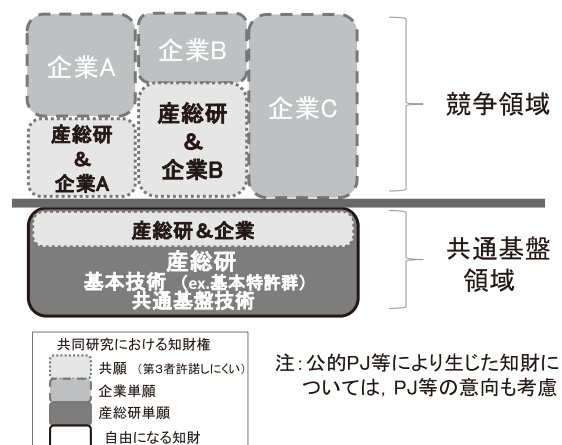 企業A
企業B
企業C
産総研
&
企業A
産総研
&
企業B
競争領域
産総研&企業
産総研
基本技術 (ex.基本特許群)
共通基盤技術
共通基盤
領域
共同研究における知財権
共願 (第3者許諾しにくい)
企業単願
産総研単願
自由になる知財
注:公的PJ等により生じた知財に
ついては,PJ等の意向も考慮